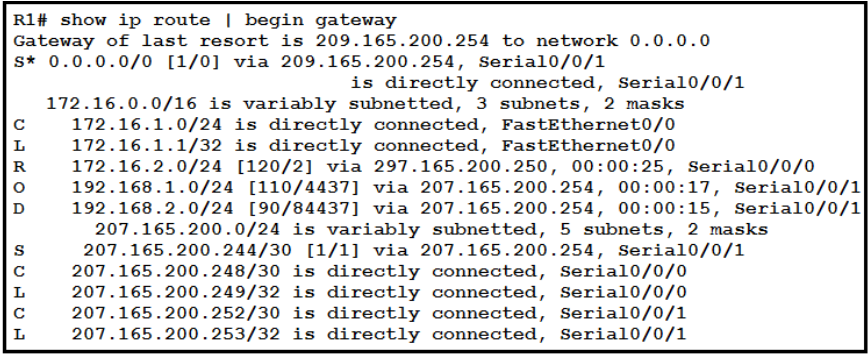 R1# show ip route | begin gateway
Gateway of last resort is 209.165.200.254 to network 0.0.0.0
S* 0.0.0.0/0 [1/0] via 209.165.200.254, Serial0/0/1
is directly connected, Serial0/0/1
172.16.0.0/16 is variably subnetted, 3 subnets, 2 masks
C 172.16.1.0/24 is directly connected, FastEthernet0/0
L 172.16.1.1/32 is directly connected, FastEthernet0/0
R 172.16.2.0/24 [120/2] via 297.165.200.250, 00:00:25, Serial0/0/0
O 192.168.1.0/24 [110/4437] via 207.165.200.254, 00:00:17, Serial0/0/1
D 192.168.2.0/24 [90/84437] via 207.165.200.254, 00:00:15, Serial0/0/1
207.165.200.0/24 is variably subnetted, 5 subnets, 2 masks
S 207.165.200.244/30 [1/1] via 207.165.200.254, Serial0/0/1
C 207.165.200.248/30 is directly connected, Serial0/0/0
L 207.165.200.249/32 is directly connected, Serial0/0/0
C 207.165.200.252/30 is directly connected, Serial0/0/1
L 207.165.200.253/32 is directly connected, Serial0/0/1